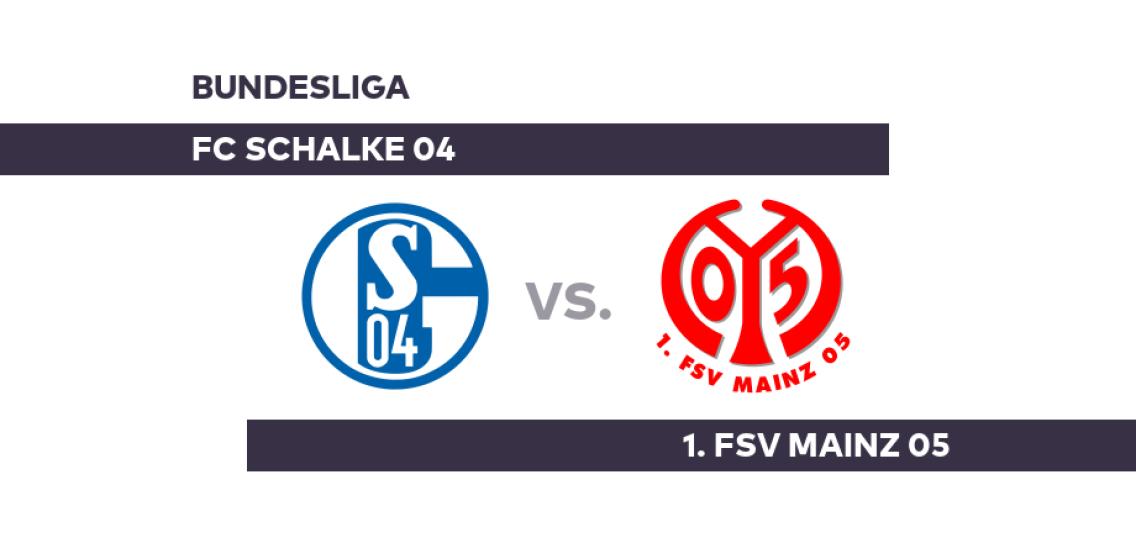 BUNDESLIGA
FC SCHALKE 04
S
04
VS.
05
1. FSV MAINZ 05
1. FSV MAINZ 05